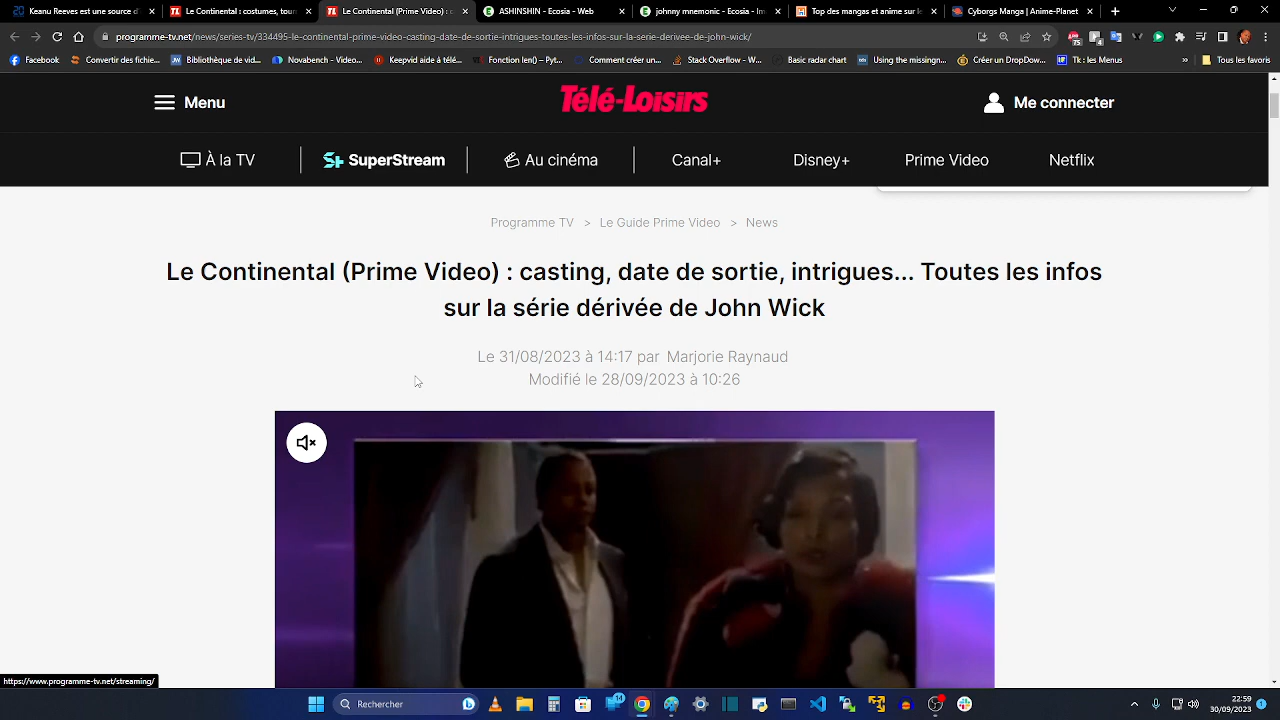 Keanu Reves est une source d'
Le Continental : costumes, tour
Le Continental (Prime Video) : c
ASHINSHIN - Ecosia - Web
johnny mnemonic - Ecosia - Im
Top des mangas et anime sur le
Cyborgs Manga | Anime-Planet
programme-tv.net/news/series-tv/334495-le-continental-prime-video-casting-date-de-sortie-intrigues-toutes-les-infos-sur-la-serie-derivee-de-john-wick/
Facebook
Convertir des fichie...
Bibliothèque de vid...
Novalearch - Video...
Keepvid aide à télé...
Fonction len() – Pyt...
Comment créer un...
Stack Overflow - W...
Basic radar chart
Using the missingn...
Créer un DropDow...
Tk : les Menus
»
Tous les favoris
Menu
Télé-Loisirs
Me connecter
À la TV
SuperStream
Au cinéma
Canal+
Disney+
Prime Video
Netflix
Programme TV > Le Guide Prime Video > News
Le Continental (Prime Video) : casting, date de sortie, intrigues... Toutes les infos
sur la série dérivée de John Wick
Le 31/08/2023 à 14:17 par Marjorie Raynaud
Modifié le 28/09/2023 à 10:26
https://www.programme-tv.net/streaming/
Rechercher
14
22:59
30/09/2023